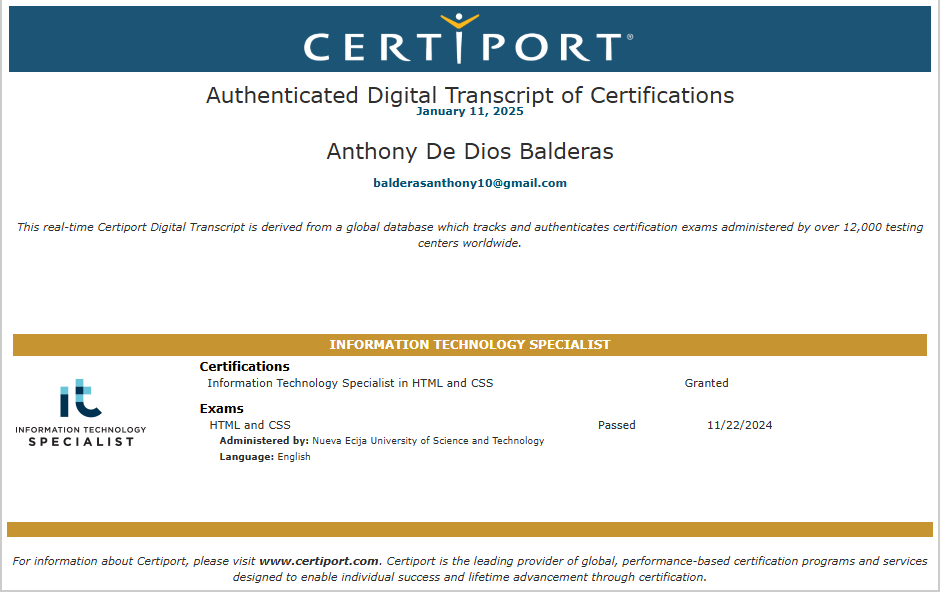 CERTIPORT®
Authenticated Digital Transcript of Certifications
January 11, 2025
Anthony De Dios Balderas
balderasanthony10@gmail.com
This real-time Certiport Digital Transcript is derived from a global database which tracks and authenticates certification exams administered by over 12,000 testing
centers worldwide.
INFORMATION TECHNOLOGY SPECIALIST
it
INFORMATION TECHNOLOGY
SPECIALIST
Certifications
Information Technology Specialist in HTML and CSS Granted
Exams
HTML and CSS Passed 11/22/2024
Administered by: Nueva Ecija University of Science and Technology
Language: English
For information about Certiport, please visit www.certiport.com. Certiport is the leading provider of global, performance-based certification programs and services
designed to enable individual success and lifetime advancement through certification.